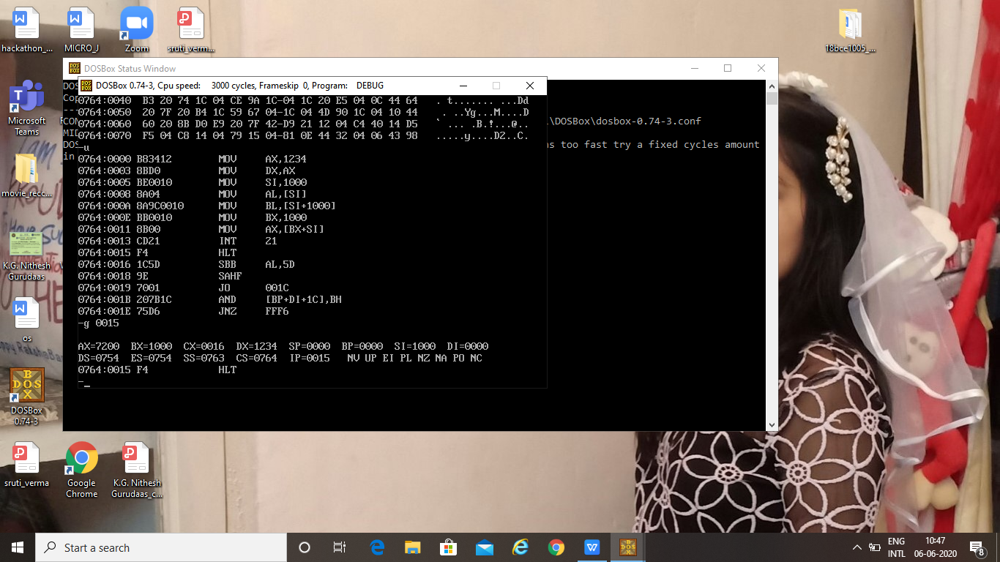 hackathon_...
MICRO_J
Zoom
sruti_verm...
18bce1005_...
Microsoft
Teams
movie_recc...
K.G. Nithesh
Gurudaas
os
DOSBox
0.74-3
sruti_verma
Google
Chrome
K.G. Nithesh
Gurudaas_c...
DOSBox Status Window
DOSBox 0.74-3, Cpu speed: 3000 cycles, Frameskip 0, Program: DEBUG
l\DOSBox\dosbox-0.74-3.conf
too fast try a fixed cycles amount
in
0764:0040 B3 20 74 1C 04 CE 9A 1C-04 1C 20 E5 04 0C 44 64 . t....... ...Dd
0764:0050 20 7F 20 B4 1C 59 67 04-1C 04 4D 90 1C 04 10 44 . ..Yg...M....D
0764:0060 60 20 8B D0 E9 20 7F 42-D9 21 12 04 C4 40 14 D5 ` ... .B.!...@..
0764:0070 F5 04 C8 14 04 79 15 04-81 0E 44 32 04 06 43 98 .....y....D2..C.
-u
0764:0000 B83412 MOV AX,1234
0764:0003 8BD0 MOV DX,AX
0764:0005 BE0010 MOV SI,1000
0764:0008 8A04 MOV AL,[SI]
0764:000A 8A9C0010 MOV BL,[SI+1000]
0764:000E BB0010 MOV BX,1000
0764:0011 8B00 MOV AX,[BX+SI]
0764:0013 CD21 INT 21
0764:0015 F4 HLT
0764:0016 1C5D SBB AL,5D
0764:0018 9E SAHF
0764:0019 7001 JO 001C
0764:001B 207B1C AND [BP+DI+1C],BH
0764:001E 75D6 JNZ FFF6
-g 0015
AX=7200 BX=1000 CX=0016 DX=1234 SP=0000 BP=0000 SI=1000 DI=0000
DS=0754 ES=0754 SS=0763 CS=0764 IP=0015 NV UP EI PL NZ NA PO NC
0764:0015 F4 HLT
-_
Start a search
ENG
INTL
10:47
06-06-2020
8